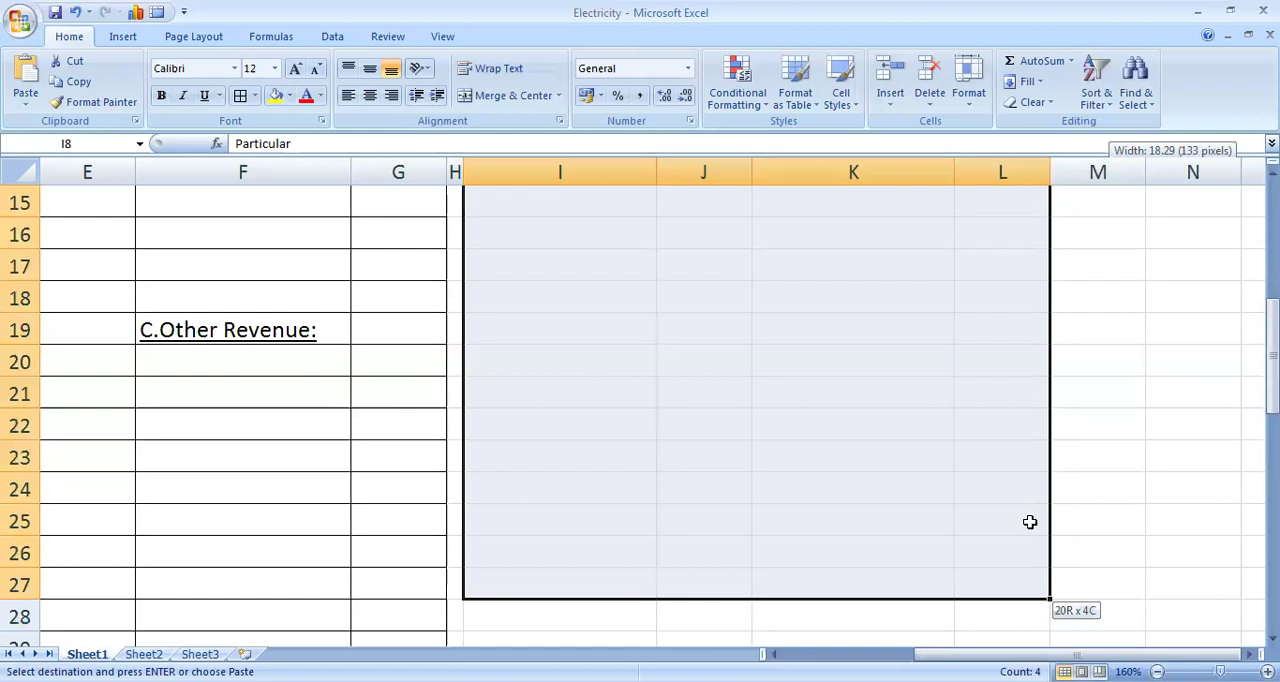 Electricity - Microsoft Excel
Home Insert Page Layout Formulas Data Review View
Paste
Cut
Copy
Format Painter
Clipboard
Calibri 12
B I U
Font
Wrap Text
Merge & Center
Alignment
General
% ,
Number
Conditional Formatting
Format as Table
Cell Styles
Styles
Insert Delete Format
Cells
Σ AutoSum
Fill
Clear
Sort & Filter
Find & Select
Editing
I8 fx Particular
Width: 18.29 (133 pixels)
E F G H I J K L M N
15
16
17
18
19 C.Other Revenue:
20
21
22
23
24
25
26
27
20R x 4C
28
Sheet1 Sheet2 Sheet3
Select destination and press ENTER or choose Paste Count: 4 160%